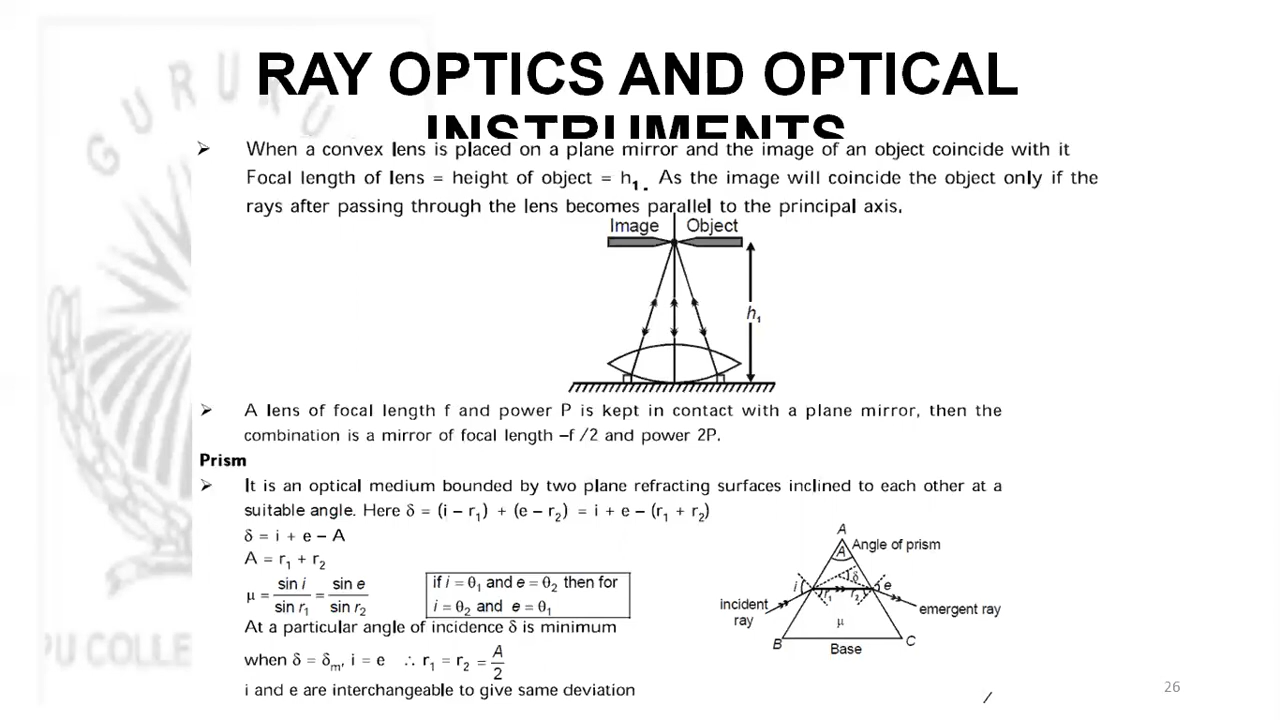 RAY OPTICS AND OPTICAL
INSTRUMENTS
GURURU
➢ When a convex lens is placed on a plane mirror and the image of an object coincide with it
Focal length of lens = height of object = h₁. As the image will coincide the object only if the
rays after passing through the lens becomes parallel to the principal axis.
Image Object
h₁
➢ A lens of focal length f and power P is kept in contact with a plane mirror, then the
combination is a mirror of focal length –f /2 and power 2P.
Prism
➢ It is an optical medium bounded by two plane refracting surfaces inclined to each other at a
suitable angle. Here δ = (i – r₁) + (e – r₂) = i + e – (r₁ + r₂)
δ = i + e – A
A = r₁ + r₂
μ = sin i / sin r₁ = sin e / sin r₂
if i = θ₁ and e = θ₂ then for
i = θ₂ and e = θ₁
At a particular angle of incidence δ is minimum
when δ = δₘ, i = e ∴ r₁ = r₂ = A/2
i and e are interchangeable to give same deviation
A
A Angle of prism
δ
i r₁ r₂ e
incident
ray
emergent ray
μ
B C
Base
PU COLLE
26